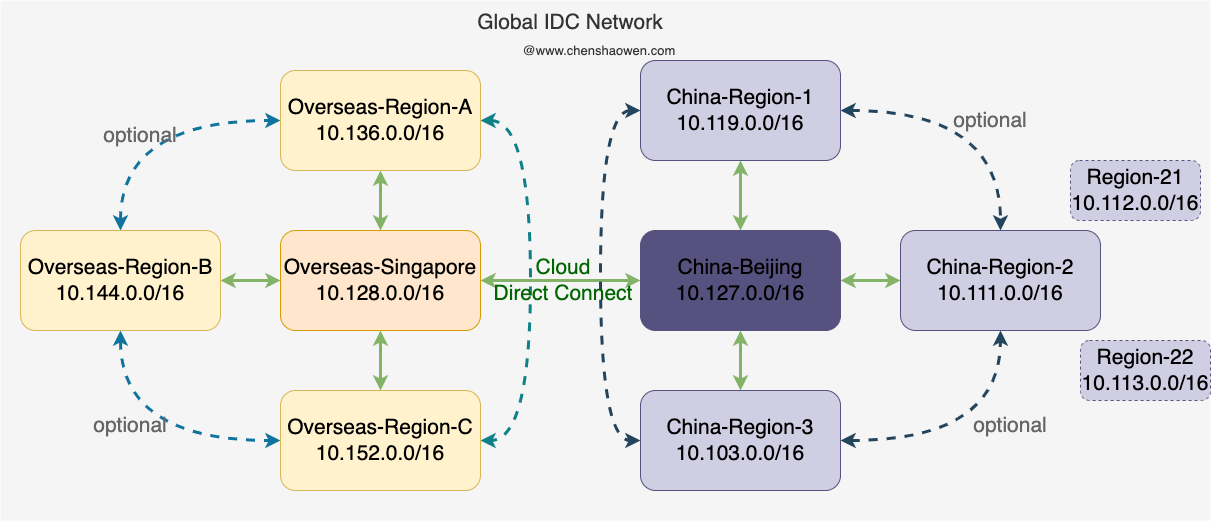 Global IDC Network
@www.chenshaowen.com
Overseas-Region-A
10.136.0.0/16
China-Region-1
10.119.0.0/16
optional
optional
Region-21
10.112.0.0/16
Overseas-Region-B
10.144.0.0/16
Overseas-Singapore
10.128.0.0/16
Cloud
Direct Connect
China-Beijing
10.127.0.0/16
China-Region-2
10.111.0.0/16
Region-22
10.113.0.0/16
optional
Overseas-Region-C
10.152.0.0/16
China-Region-3
10.103.0.0/16
optional